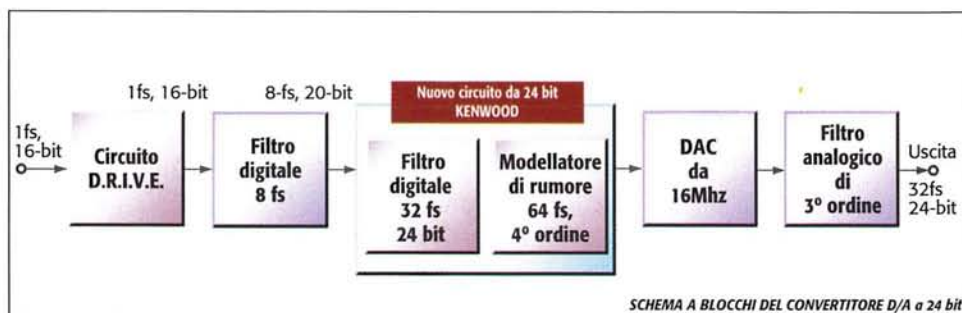 1fs, 16-bit
8-fs, 20-bit
Nuovo circuito da 24 bit
KENWOOD
1fs,
16-bit
Circuito
D.R.I.V.E.
Filtro
digitale
8 fs
Filtro
digitale
32 fs
24 bit
Modellatore
di rumore
64 fs,
4º ordine
DAC
da
16Mhz
Filtro
analogico
di
3º ordine
Uscita
32fs
24-bit
SCHEMA A BLOCCHI DEL CONVERTITORE D/A a 24 bit